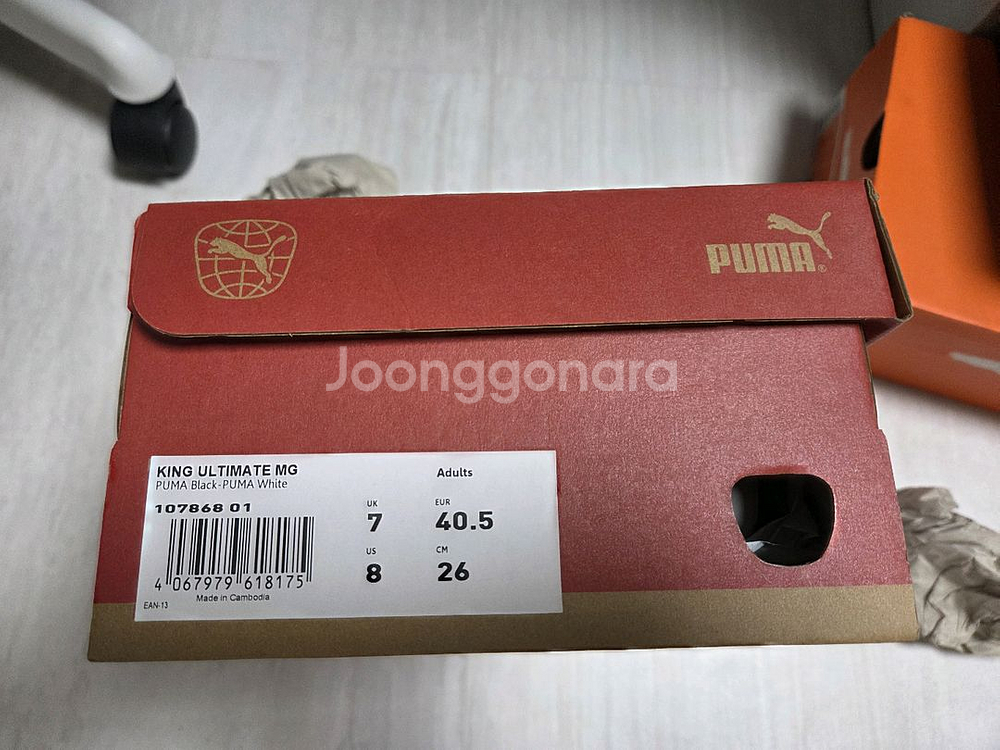 PUMA®
Joonggonara
KING ULTIMATE MG
Adults
PUMA Black-PUMA White
107868 01
UK
EUR
7
40.5
US
CM
8
26
4 067979 618175
Made in Cambodia
EAN-13